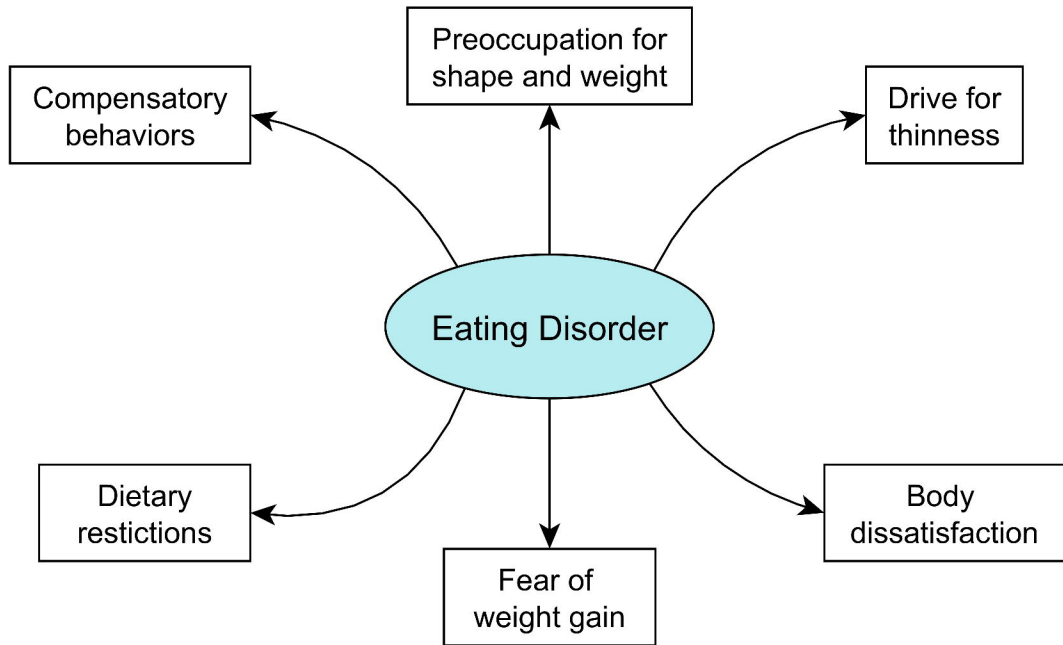 Preoccupation for
shape and weight
Compensatory
behaviors
Drive for
thinness
Eating Disorder
Dietary
restictions
Body
dissatisfaction
Fear of
weight gain